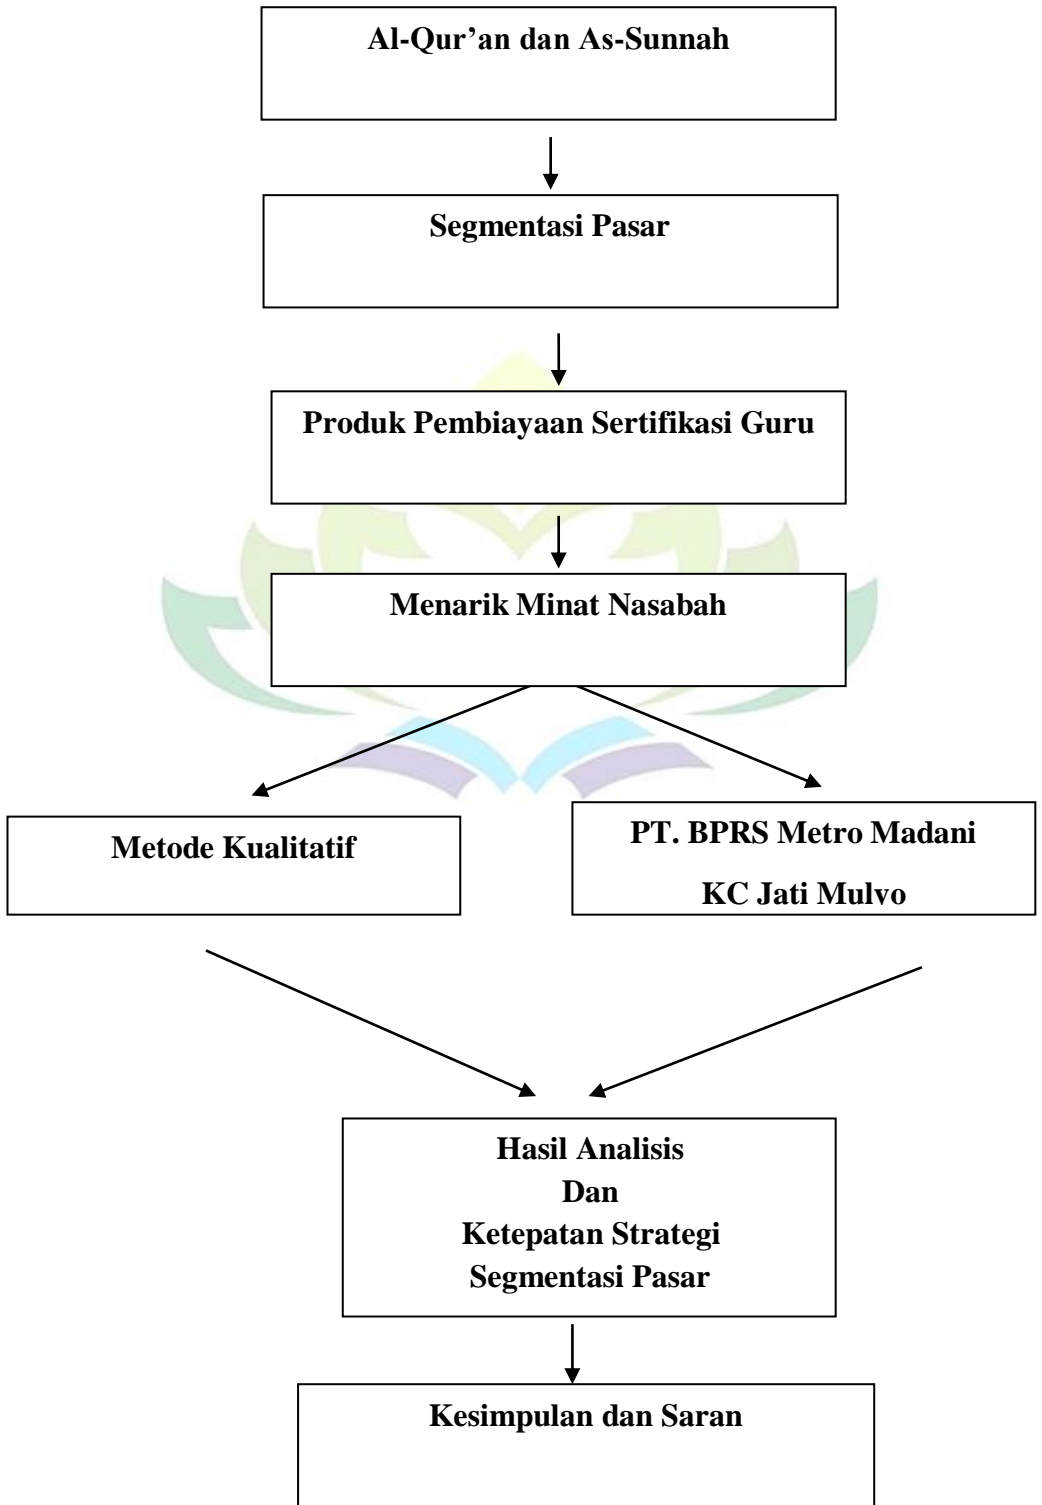 Al-Qur’an dan As-Sunnah
Segmentasi Pasar
Produk Pembiayaan Sertifikasi Guru
Menarik Minat Nasabah
Metode Kualitatif
PT. BPRS Metro Madani
KC Jati Mulyo
Hasil Analisis
Dan
Ketepatan Strategi
Segmentasi Pasar
Kesimpulan dan Saran